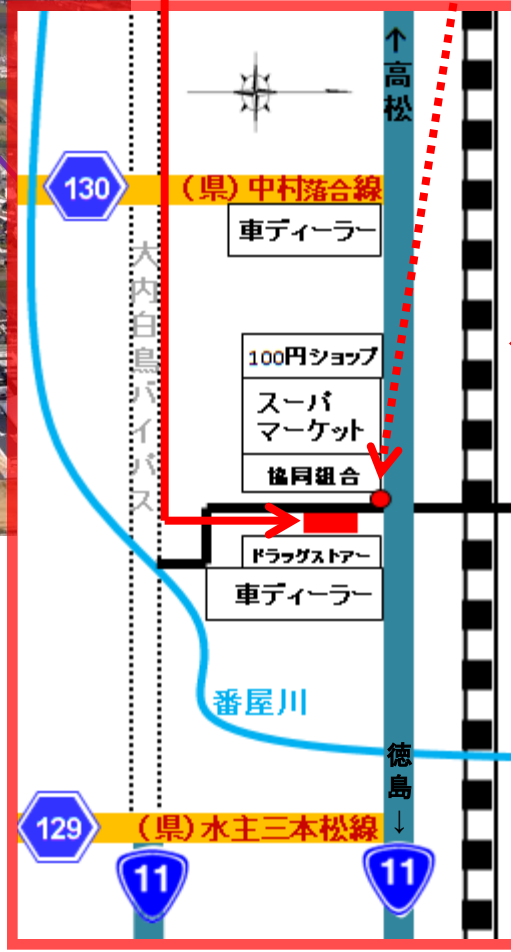 ↑高松
130
(県)中村落合線
車ディーラー
大内白鳥バイパス
100円ショップ
スーパ
マーケット
協同組合
ドラッグストアー
車ディーラー
番屋川
徳島↓
129
(県)水主三本松線
11
11